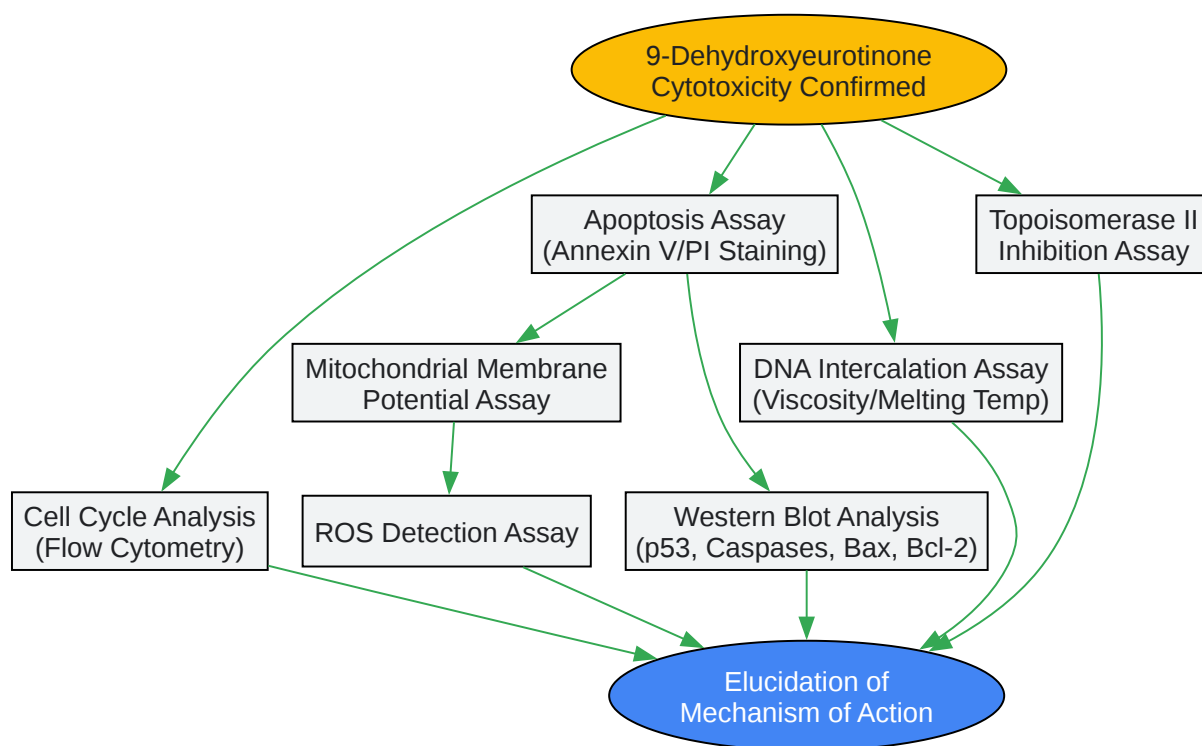 9-Dehydroxyeurotinone
Cytotoxicity Confirmed
Apoptosis Assay
(Annexin V/PI Staining)
Topoisomerase II
Inhibition Assay
Mitochondrial Membrane
Potential Assay
DNA Intercalation Assay
(Viscosity/Melting Temp)
Cell Cycle Analysis
(Flow Cytometry)
ROS Detection Assay
Western Blot Analysis
(p53, Caspases, Bax, Bcl-2)
Elucidation of
Mechanism of Action